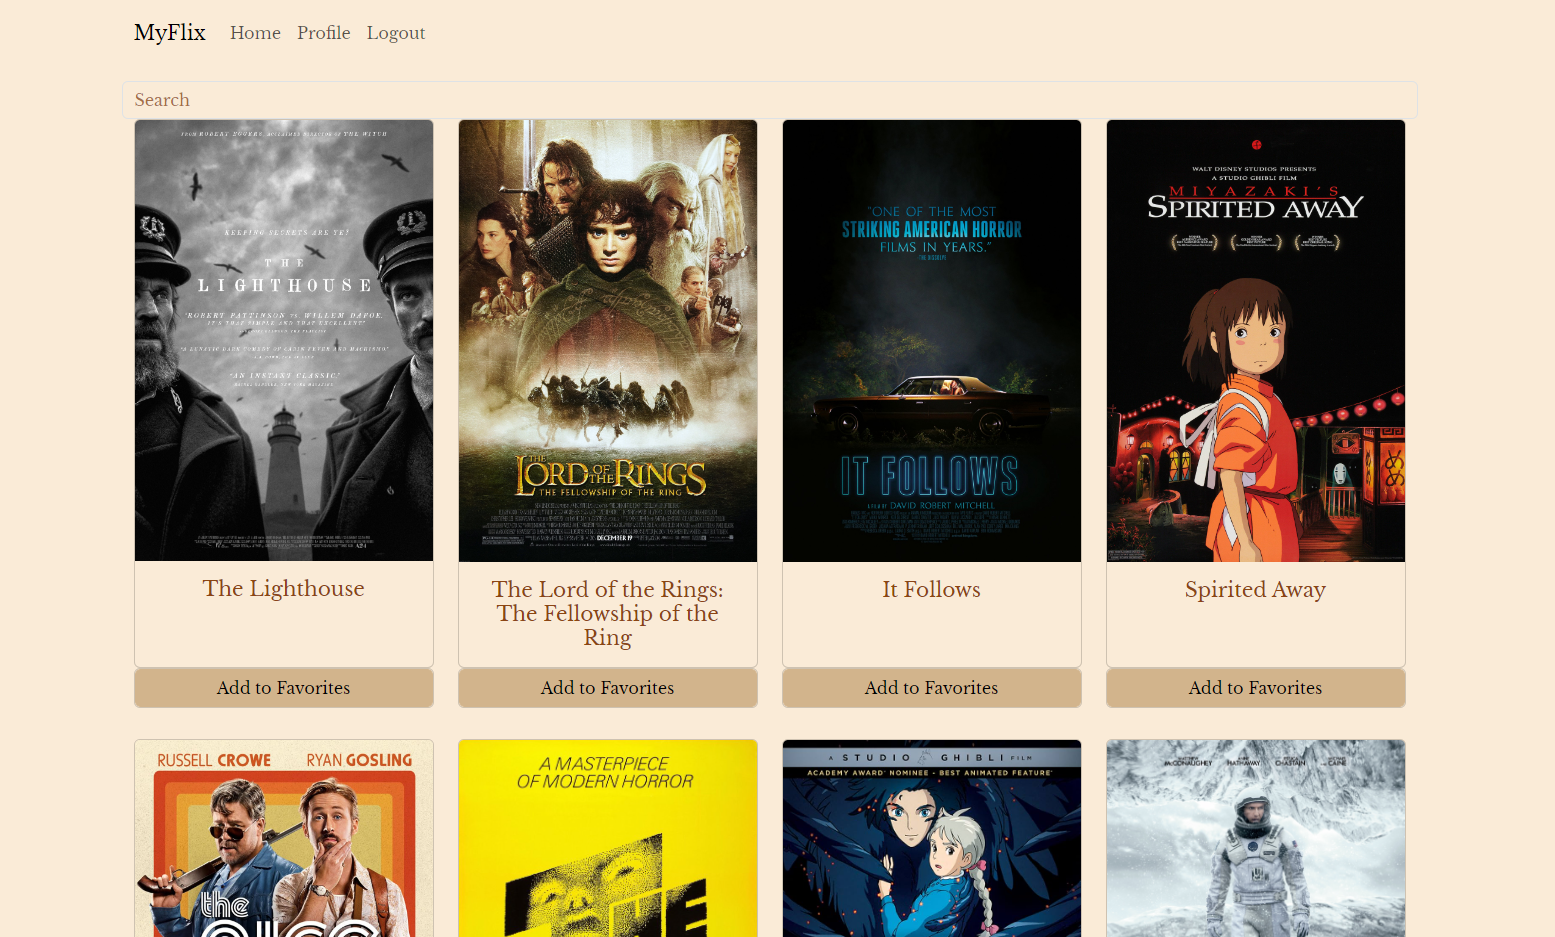 MyFlix Home Profile Logout
Search
FROM ROBERT EGGERS, ACCLAIMED DIRECTOR OF THE WITCH
KEEPING SECRETS ARE YE?
THE
LIGHTHOUSE
"ROBERT PATTINSON VS. WILLEM DAFOE.
IT'S THAT SIMPLE AND THAT EXCELLENT"
"AN INSTANT CLASSIC."
THE
LORD OF THE RINGS
THE FELLOWSHIP OF THE RING
DECEMBER 19
"ONE OF THE MOST
STRIKING AMERICAN HORROR
FILMS IN YEARS."
IT FOLLOWS
A FILM BY DAVID ROBERT MITCHELL
WALT DISNEY STUDIOS PRESENTS
A STUDIO GHIBLI FILM
MIYAZAKI'S
SPIRITED AWAY
The Lighthouse
The Lord of the Rings:
The Fellowship of the
Ring
It Follows
Spirited Away
Add to Favorites
Add to Favorites
Add to Favorites
Add to Favorites
RUSSELL CROWE RYAN GOSLING
the
A MASTERPIECE
OF MODERN HORROR
A STUDIO GHIBLI FILM
ACADEMY AWARD® NOMINEE - BEST ANIMATED FEATURE
McCONAUGHEY HATHAWAY CHASTAIN CAINE